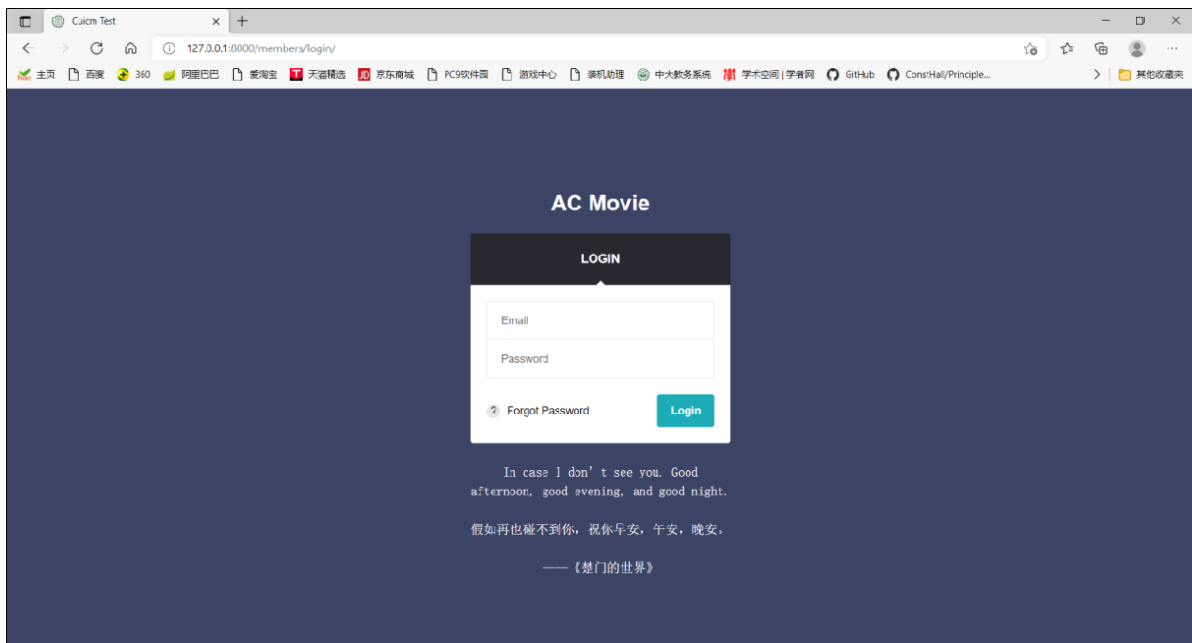 Cuicm Test
127.0.0.1:8000/members/login/
主页 百度 360 阿里巴巴 爱淘宝 天猫精选 京东商城 PC9软件园 游戏中心 装机助理 中大教务系统 学术空间|学者网 GitHub ConstHall/Principle... 其他收藏夹
AC Movie
LOGIN
Email
Password
? Forgot Password Login
In case I don't see you. Good
afternoon, good evening, and good night.
假如再也碰不到你，祝你早安，午安，晚安。
——《楚门的世界》